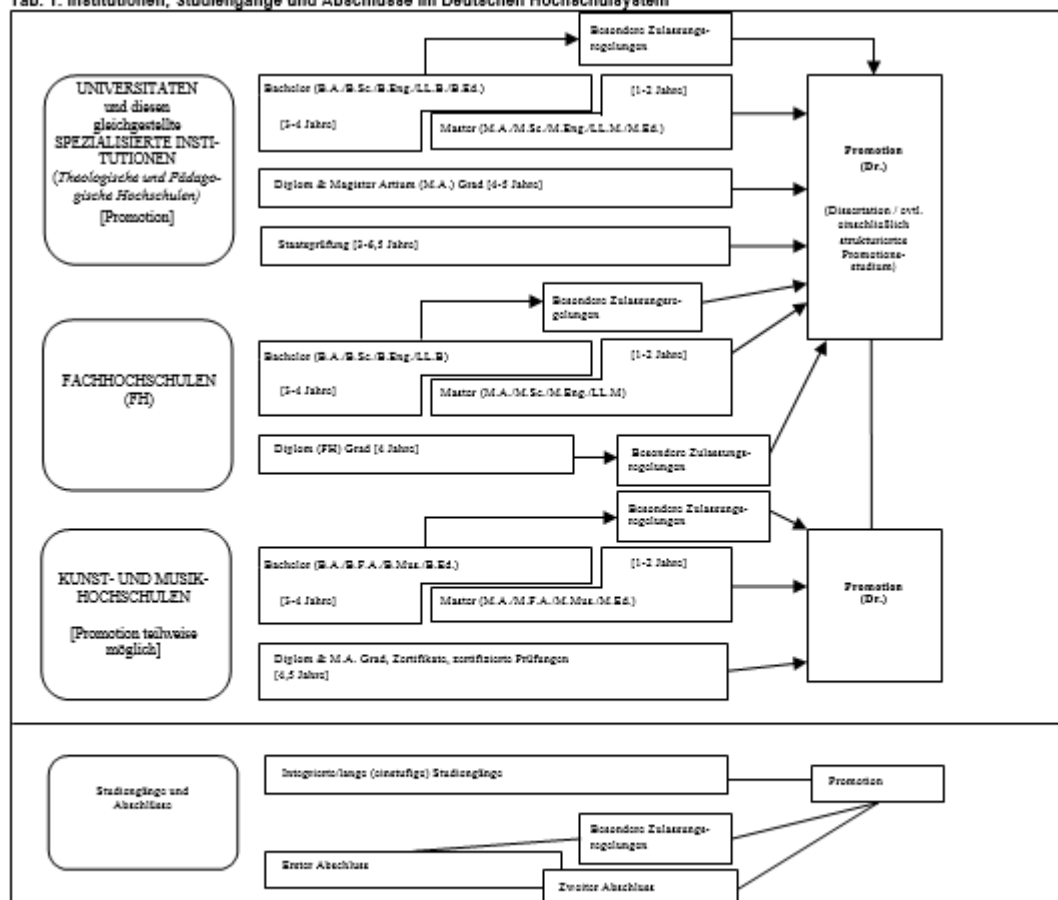 Tab. 1: Institutionen, Studiengänge und Abschlüsse im Deutschen Hochschulsystem
Besondere Zulassungs-
regelungen
UNIVERSITÄTEN
und diesen
gleichgestellte
SPEZIALISIERTE INSTI-
TUTIONEN
(Theologische und Pädago-
gische Hochschulen)
[Promotion]
Bachelor (B.A./B.Sc./B.Eng./LL.B./B.Ed.)
[3-4 Jahre]
[1-2 Jahre]
Master (M.A./M.Sc./M.Eng./LL.M./M.Ed.)
Diplom & Magister Artium (M.A.) Grad [4-5 Jahre]
Staatsprüfung [3-6,5 Jahre]
Promotion
(Dr.)
(Dissertation / evtl.
einschließlich
strukturiertes
Promotions-
studium)
FACHHOCHSCHULEN
(FH)
Besondere Zulassungsre-
gelungen
Bachelor (B.A./B.Sc./B.Eng./LL.B)
[3-4 Jahre]
[1-2 Jahre]
Master (M.A./M.Sc./M.Eng./LL.M)
Diplom (FH) Grad [4 Jahre]
Besondere Zulassungs-
regelungen
KUNST- UND MUSIK-
HOCHSCHULEN
[Promotion teilweise
möglich]
Besondere Zulassungs-
regelungen
Bachelor (B.A./B.F.A./B.Mus./B.Ed.)
[3-4 Jahre]
[1-2 Jahre]
Master (M.A./M.F.A./M.Mus./M.Ed.)
Diplom & M.A. Grad, Zertifikate, zertifizierte Prüfungen
[4,5 Jahre]
Promotion
(Dr.)
Studiengänge und
Abschlüsse
Integrierte/lange (einstufige) Studiengänge
Promotion
Besondere Zulassungs-
regelungen
Erster Abschluss
Zweiter Abschluss